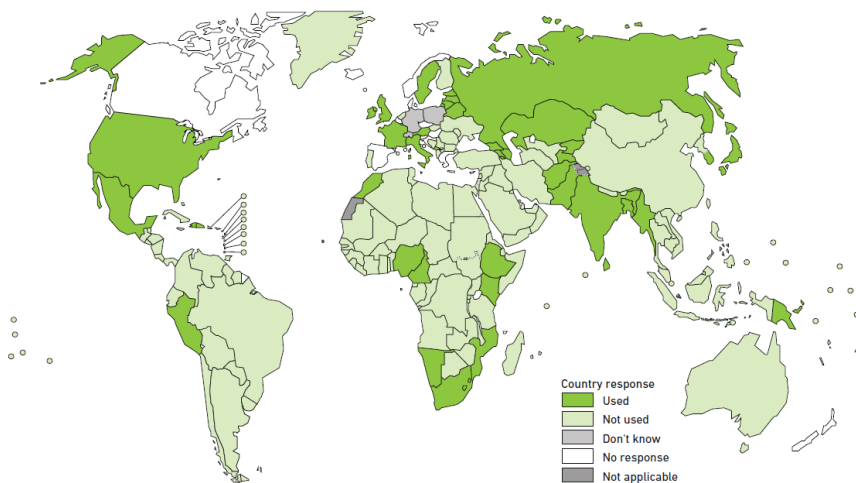 Country response
Used
Not used
Don't know
No response
Not applicable